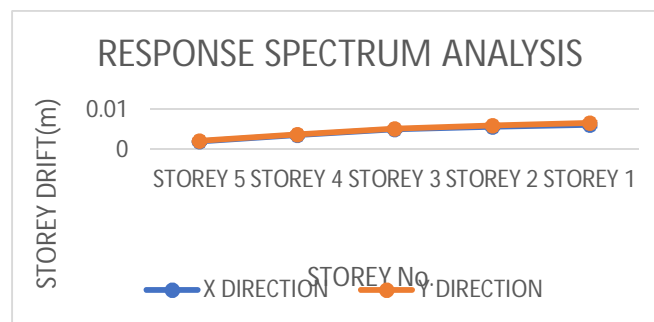 RESPONSE SPECTRUM ANALYSIS
STOREY DRIFT(m)
0.01
0
STOREY 5 STOREY 4 STOREY 3 STOREY 2 STOREY 1
STOREY No.
X DIRECTION Y DIRECTION